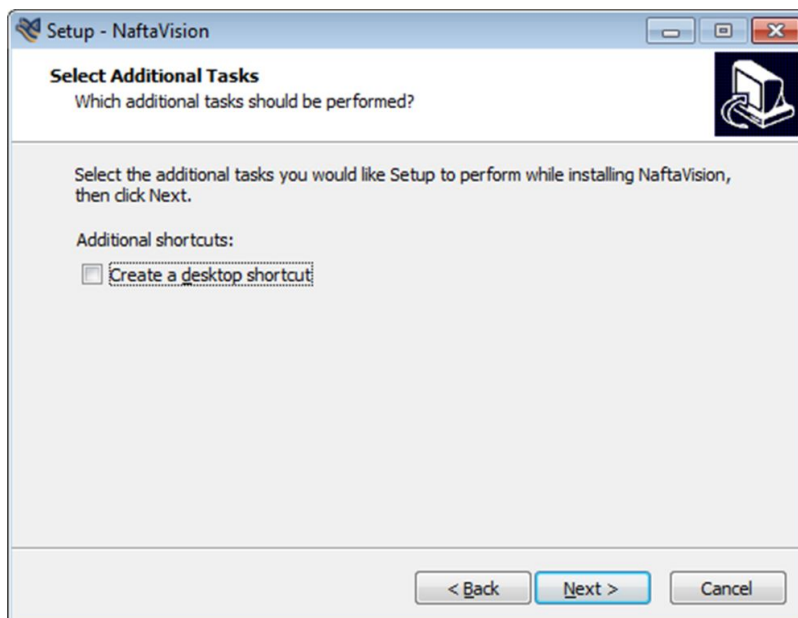 Setup - NaftaVision
Select Additional Tasks
Which additional tasks should be performed?
Select the additional tasks you would like Setup to perform while installing NaftaVision,
then click Next.
Additional shortcuts:
Create a desktop shortcut
< Back
Next >
Cancel